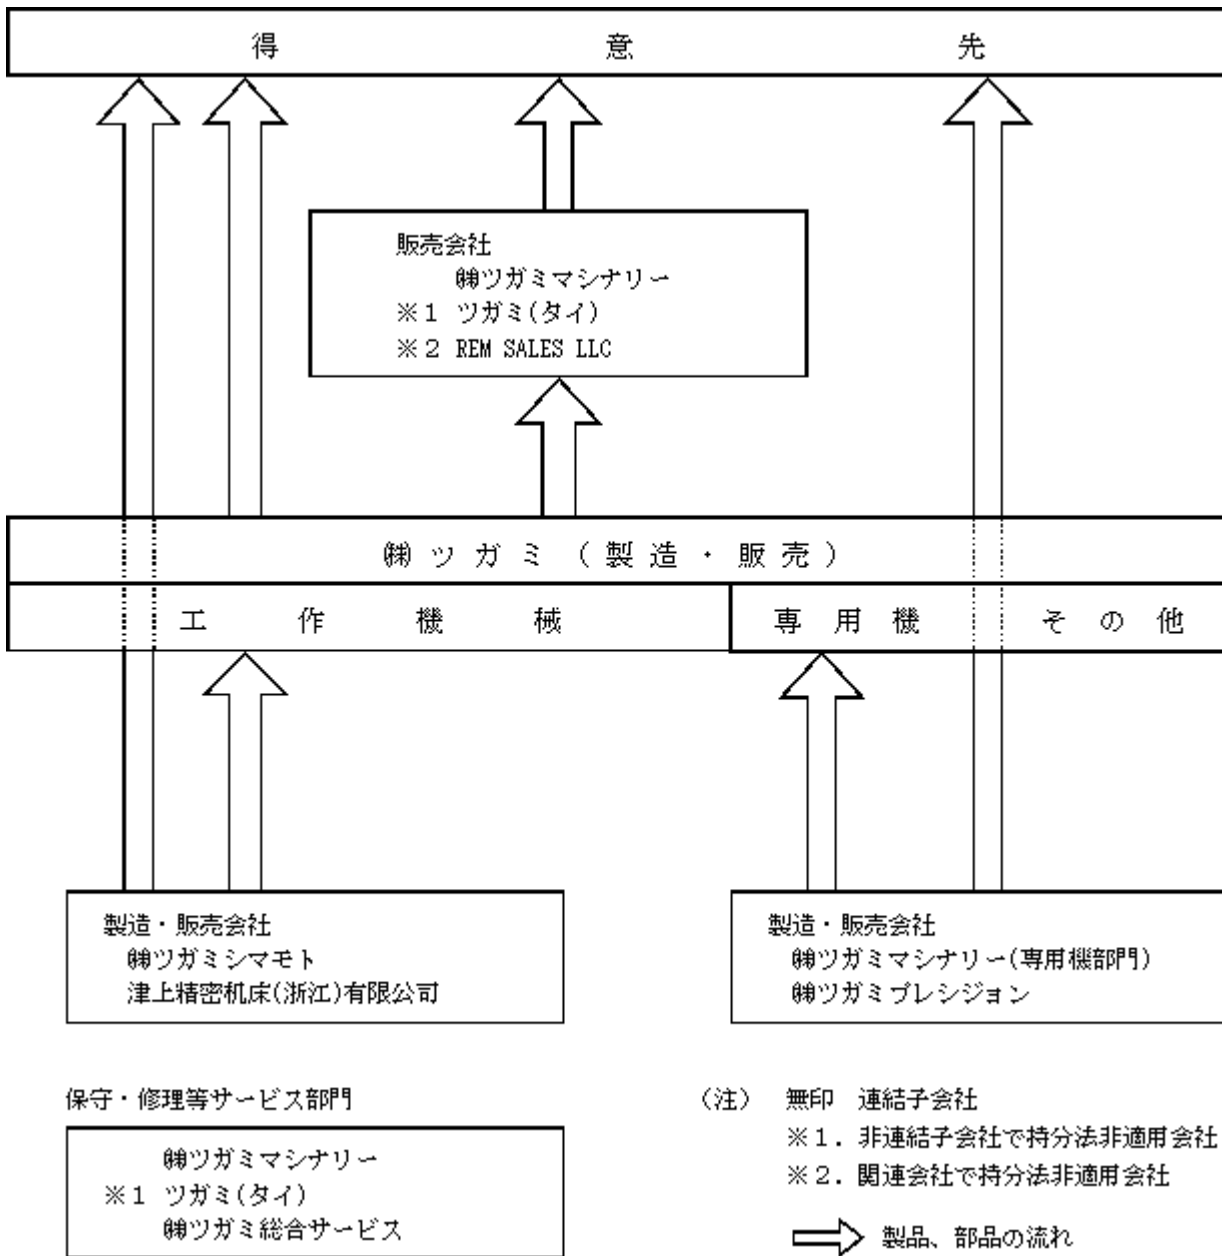 得意先
販売会社
㈱ツガミマシナリー
※1 ツガミ(タイ)
※2 REM SALES LLC
㈱ツガミ(製造・販売)
工作機械
専用機 その他
製造・販売会社
㈱ツガミシマモト
津上精密机床(浙江)有限公司
製造・販売会社
㈱ツガミマシナリー(専用機部門)
㈱ツガミプレシジョン
保守・修理等サービス部門
㈱ツガミマシナリー
※1 ツガミ(タイ)
㈱ツガミ総合サービス
(注) 無印 連結子会社
※1. 非連結子会社で持分法非適用会社
※2. 関連会社で持分法非適用会社
製品、部品の流れ